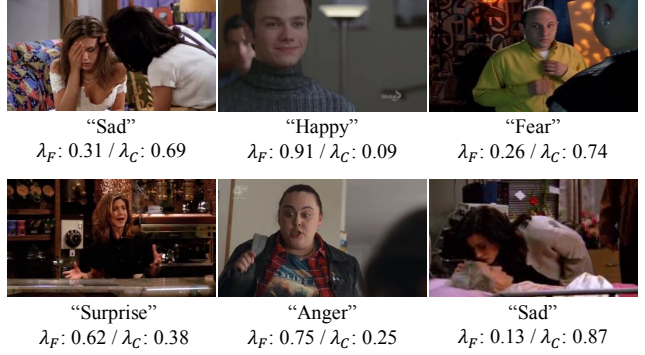 “Sad” “Happy” “Fear”
λF: 0.31 / λC: 0.69 λF: 0.91 / λC: 0.09 λF: 0.26 / λC: 0.74
“Surprise” “Anger” “Sad”
λF: 0.62 / λC: 0.38 λF: 0.75 / λC: 0.25 λF: 0.13 / λC: 0.87